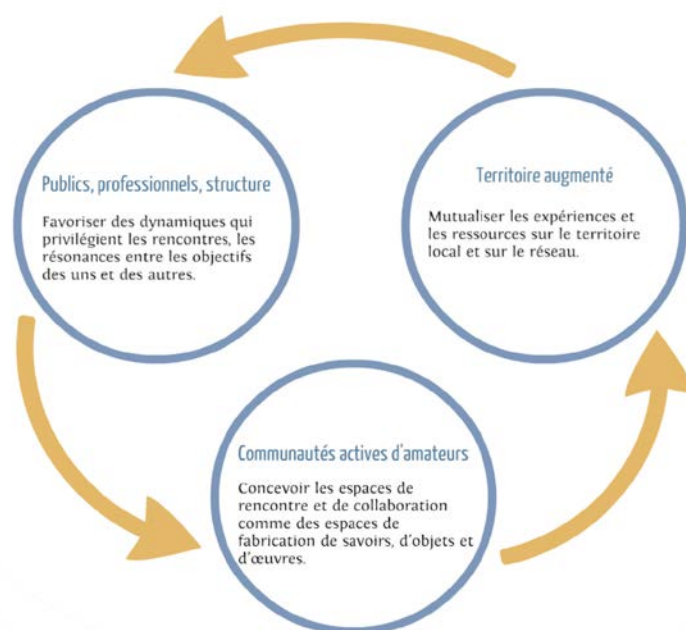 Publics, professionnels, structure
Favoriser des dynamiques qui
privilégient les rencontres, les
résonances entre les objectifs
des uns et des autres.
Territoire augmenté
Mutualiser les expériences et
les ressources sur le territoire
local et sur le réseau.
Communautés actives d'amateurs
Concevoir les espaces de
rencontre et de collaboration
comme des espaces de
fabrication de savoirs, d'objets et
d'œuvres.